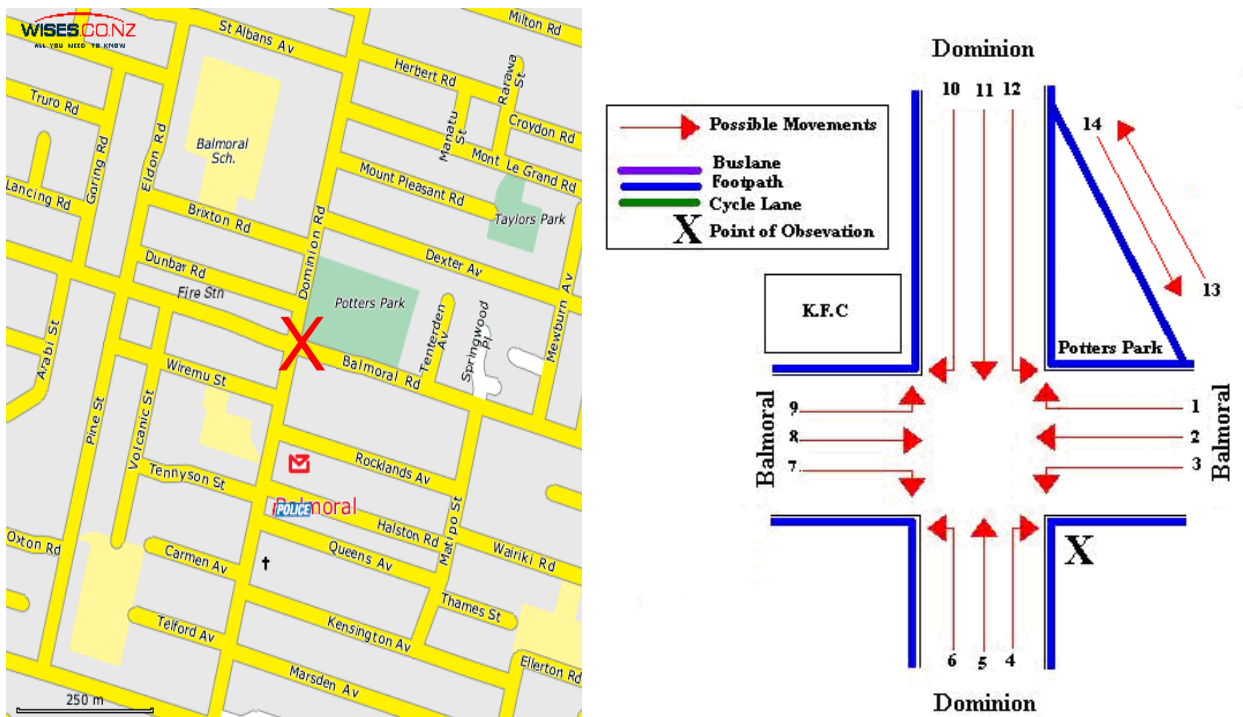 WISES.CO.NZ
ALL YOU NEED TO KNOW
Milton Rd
St Albans Av
Herbert Rd
Rarawa St
Truro Rd
Manatu St
Croydon Rd
Balmoral Sch.
Goring Rd
Eldon Rd
Mont Le Grand Rd
Mount Pleasant Rd
Lancing Rd
Brixton Rd
Taylors Park
Dominion Rd
Dexter Av
Dunbar Rd
Fire Stn
Potters Park
Mewburn Av
Tenterden Av
Springwood Pl
X
Arabi St
Balmoral Rd
Wiremu St
Pine St
Volcanic St
Rocklands Av
Tennyson St
Balmoral
POLICE
Halston Rd
Matipo St
Oxton Rd
Carmen Av
Queens Av
Wairiki Rd
Thames St
Telford Av
Kensington Av
Ellerton Rd
Marsden Av
250 m
Dominion
10 11 12
Possible Movements
Buslane
Footpath
Cycle Lane
X Point of Obsevation
14
13
K.F.C
Potters Park
Balmoral
9
8
7
1
2
3
Balmoral
X
6 5 4
Dominion